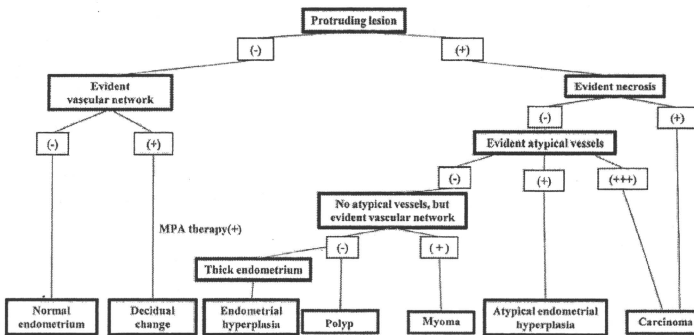 Protruding lesion
(-)
(+)
Evident
vascular network
Evident necrosis
(-)
(+)
(-)
(+)
Evident atypical vessels
(-)
(+)
(+++)
No atypical vessels, but
evident vascular network
MPA therapy(+)
(-)
(+)
Thick endometrium
Normal
endometrium
Decidual
change
Endometrial
hyperplasia
Polyp
Myoma
Atypical endometrial
hyperplasia
Carcinoma